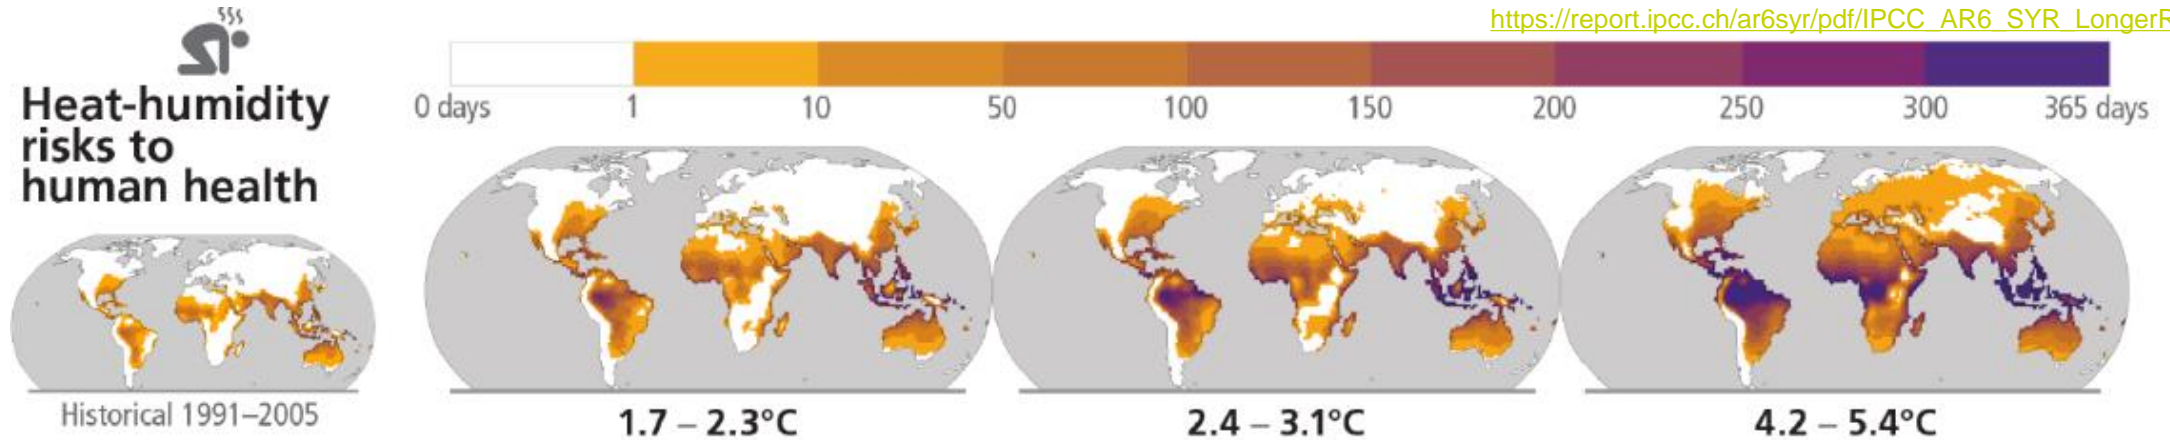 https://report.ipcc.ch/ar6syr/pdf/IPCC_AR6_SYR_LongerR
Heat-humidity
risks to
human health
0 days 1 10 50 100 150 200 250 300 365 days
Historical 1991–2005
1.7 – 2.3°C
2.4 – 3.1°C
4.2 – 5.4°C